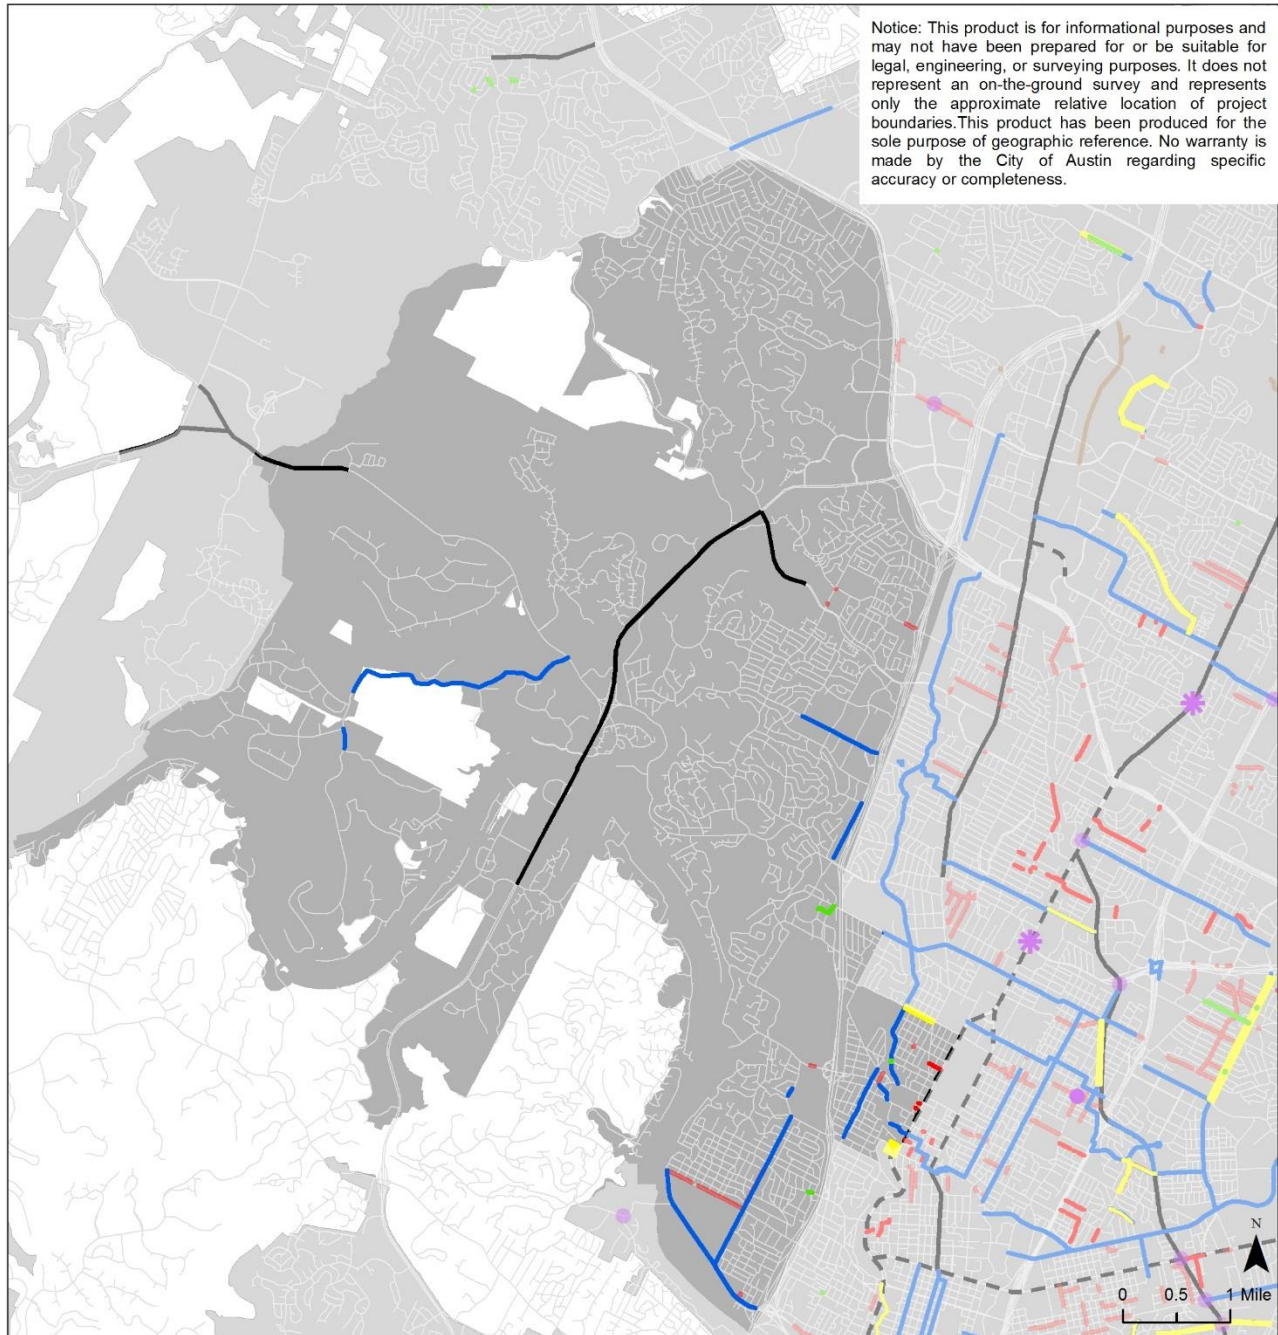 Notice: This product is for informational purposes and
may not have been prepared for or be suitable for
legal, engineering, or surveying purposes. It does not
represent an on-the-ground survey and represents
only the approximate relative location of project
boundaries.This product has been produced for the
sole purpose of geographic reference. No warranty is
made by the City of Austin regarding specific
accuracy or completeness.
N
0 0.5 1 Mile